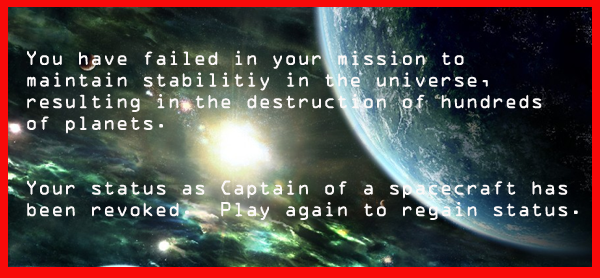 You have failed in your mission to
maintain stabilitiy in the universe,
resulting in the destruction of hundreds
of planets.
Your status as Captain of a spacecraft has
been revoked.  Play again to regain status.